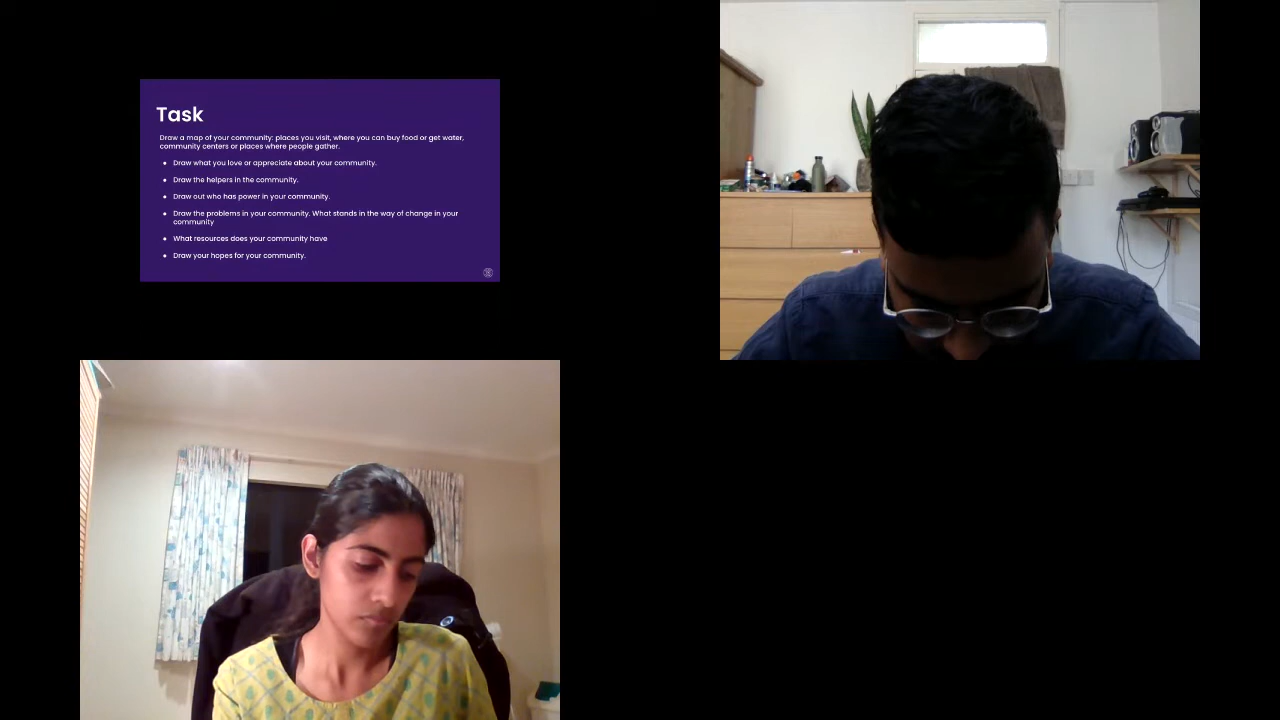 Task
Draw a map of your community: places you visit, where you can buy food or get water,
community centers or places where people gather.
● Draw what you love or appreciate about your community.
● Draw the helpers in the community.
● Draw out who has power in your community.
● Draw the problems in your community. What stands in the way of change in your
community
● What resources does your community have
● Draw your hopes for your community.